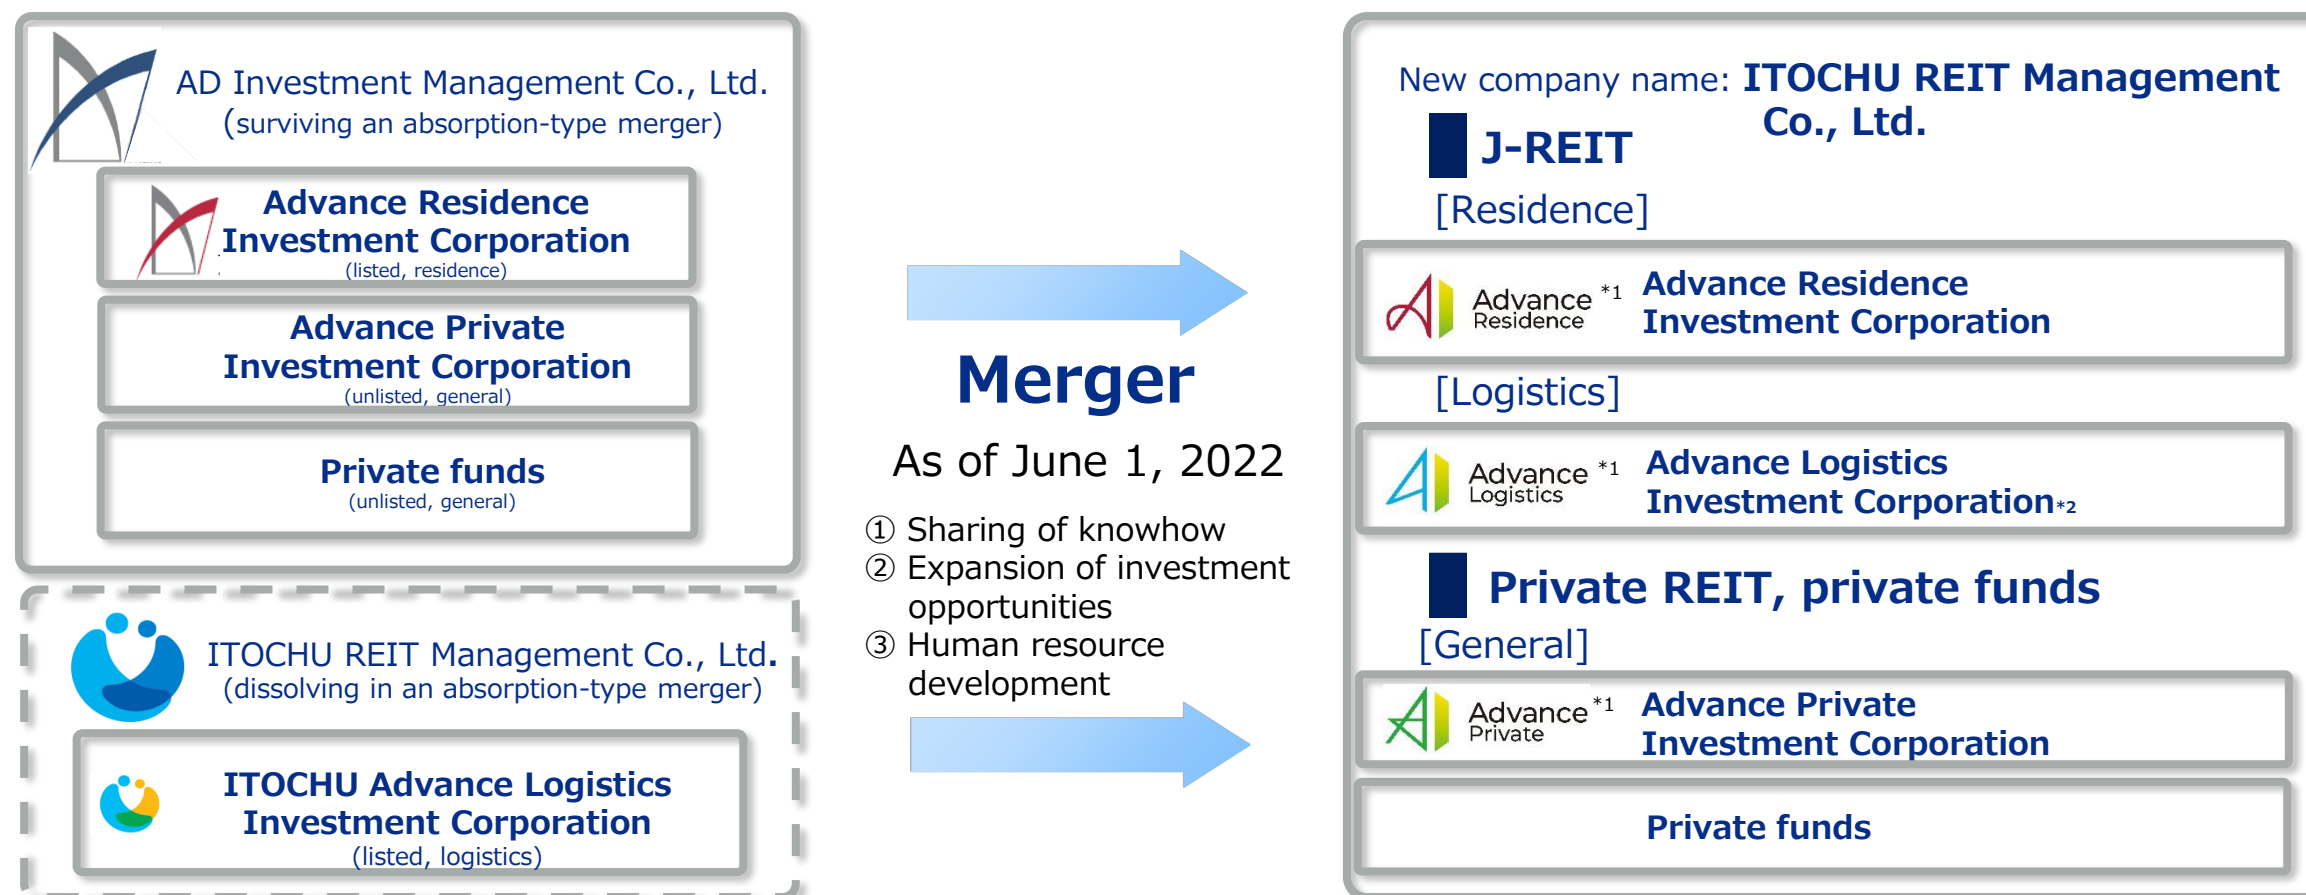 AD Investment Management Co., Ltd.
(surviving an absorption-type merger)
Advance Residence
Investment Corporation
(listed, residence)
Advance Private
Investment Corporation
(unlisted, general)
Private funds
(unlisted, general)
ITOCHU REIT Management Co., Ltd.
(dissolving in an absorption-type merger)
ITOCHU Advance Logistics
Investment Corporation
(listed, logistics)
Merger
As of June 1, 2022
① Sharing of knowhow
② Expansion of investment
opportunities
③ Human resource
development
New company name: ITOCHU REIT Management
Co., Ltd.
J-REIT
[Residence]
Advance
Residence
*1
Advance Residence
Investment Corporation
[Logistics]
Advance
Logistics
*1
Advance Logistics
Investment Corporation*2
Private REIT, private funds
[General]
Advance
Private
*1
Advance Private
Investment Corporation
Private funds